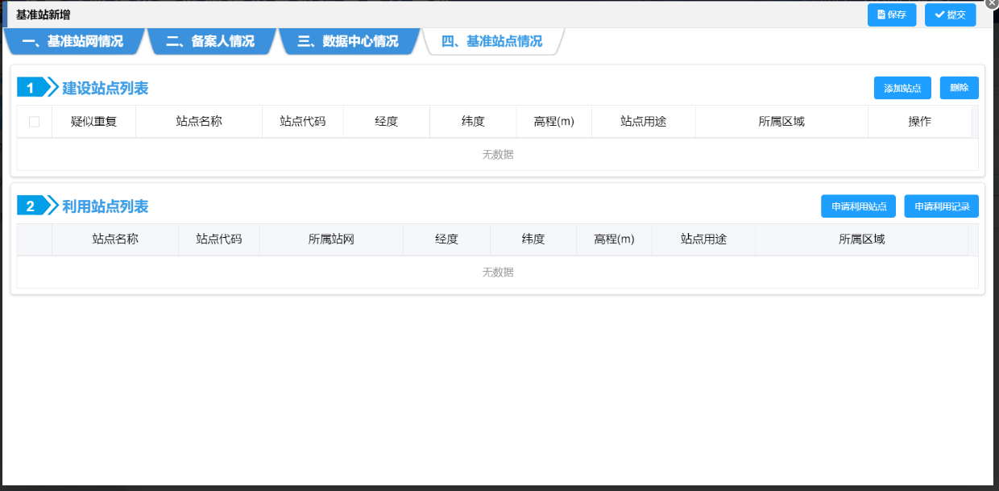 基准站新增
保存 提交
一、基准站网情况 二、备案人情况 三、数据中心情况 四、基准站点情况
1 建设站点列表 添加站点 删除
疑似重复 站点名称 站点代码 经度 纬度 高程(m) 站点用途 所属区域 操作
无数据
2 利用站点列表 申请利用站点 申请利用记录
站点名称 站点代码 所属站网 经度 纬度 高程(m) 站点用途 所属区域
无数据